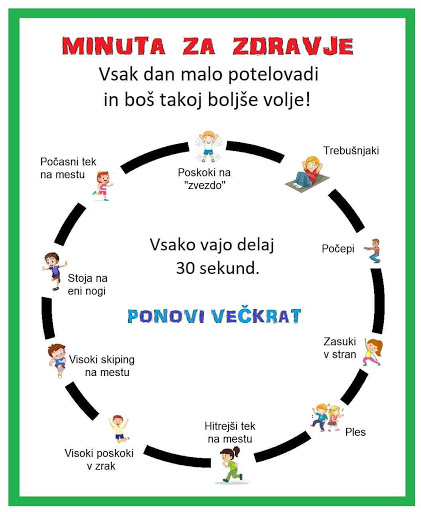 MINUTA ZA ZDRAVJE
Vsak dan malo potelovadi
in boš takoj boljše volje!
Poskoki na
"zvezdo"
Trebušnjaki
Počepi
Zasuki
v stran
Ples
Hitrejši tek
na mestu
Visoki poskoki
v zrak
Visoki skiping
na mestu
Stoja na
eni nogi
Počasni tek
na mestu
Vsako vajo delaj
30 sekund.
PONOVI VEČKRAT